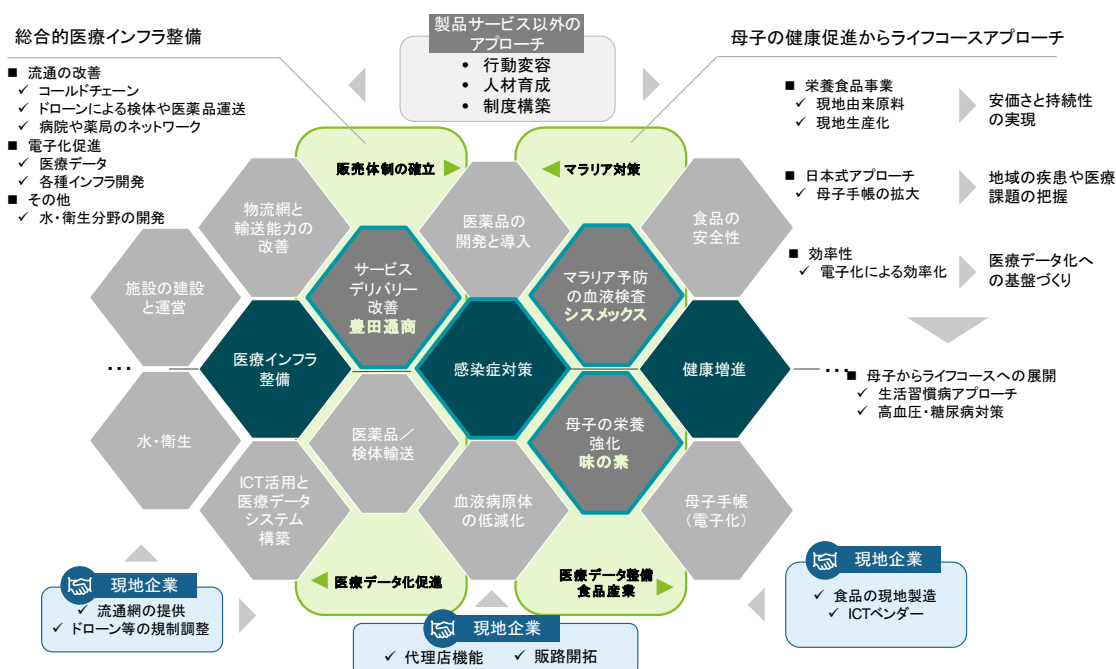 総合的医療インフラ整備
■ 流通の改善
✓ コールドチェーン
✓ ドローンによる検体や医薬品運送
✓ 病院や薬局のネットワーク
■ 電子化促進
✓ 医療データ
✓ 各種インフラ開発
■ その他
✓ 水・衛生分野の開発
製品サービス以外の
アプローチ
• 行動変容
• 人材育成
• 制度構築
母子の健康促進からライフコースアプローチ
■ 栄養食品事業
✓ 現地由来原料
✓ 現地生産化
安価さと持続性
の実現
■ 日本式アプローチ
✓ 母子手帳の拡大
地域の疾患や医療
課題の把握
■ 効率性
✓ 電子化による効率化
医療データ化へ
の基盤づくり
■ 母子からライフコースへの展開
✓ 生活習慣病アプローチ
✓ 高血圧・糖尿病対策
販売体制の確立
マラリア対策
物流網と
輸送能力の
改善
医薬品の
開発と導入
食品の
安全性
施設の建設
と運営
サービス
デリバリー
改善
豊田通商
マラリア予防
の血液検査
シスメックス
…
医療インフラ
整備
感染症対策
健康増進
…
水・衛生
医薬品／
検体輸送
母子の栄養
強化
味の素
ICT活用と
医療データ
システム
構築
血液病原体
の低減化
母子手帳
（電子化）
医療データ化促進
医療データ整備
食品産業
現地企業
✓ 流通網の提供
✓ ドローン等の規制調整
現地企業
✓ 代理店機能 ✓ 販路開拓
現地企業
✓ 食品の現地製造
✓ ICTベンダー